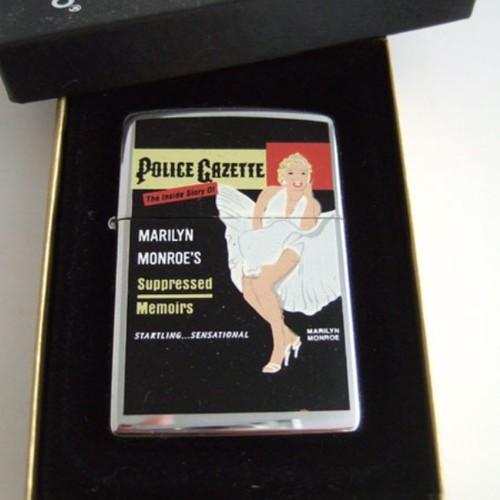 POLICE GAZETTE
The Inside Story Of
MARILYN
MONROE'S
Suppressed
Memoirs
STARTLING...SENSATIONAL
MARILYN
MONROE